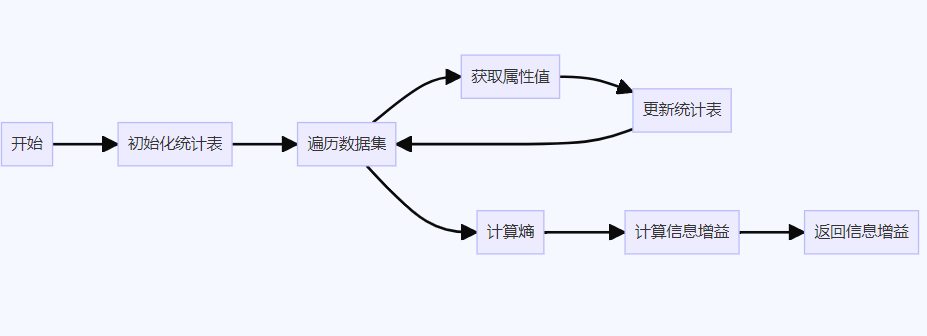 开始
初始化统计表
遍历数据集
获取属性值
更新统计表
计算熵
计算信息增益
返回信息增益